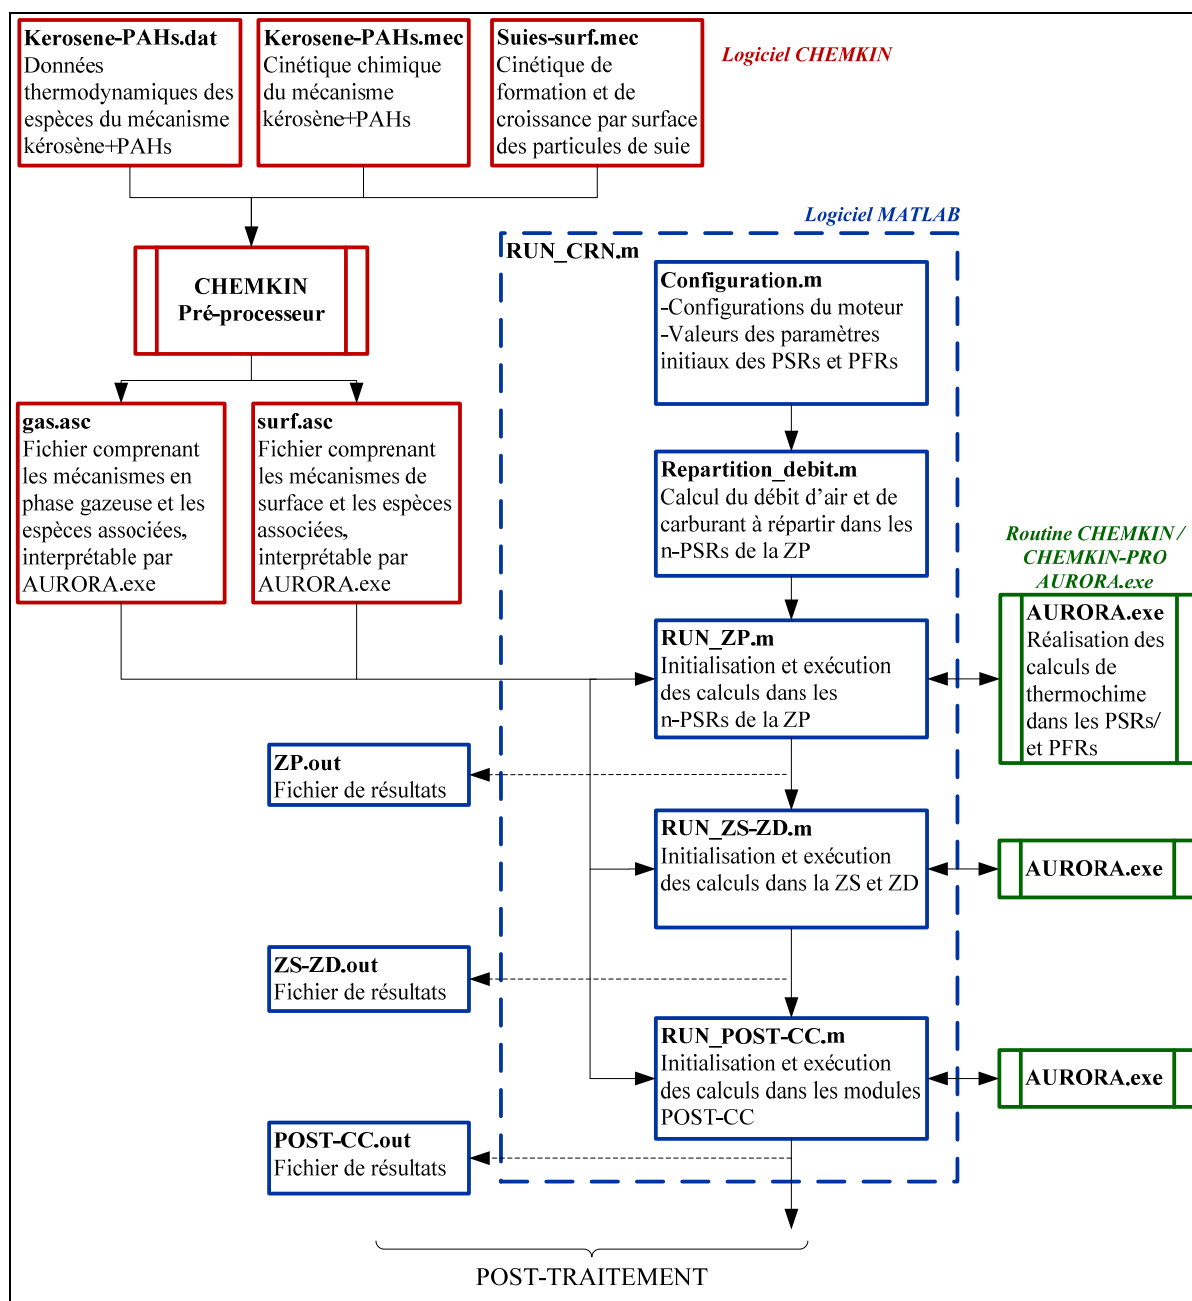 Kerosene-PAHs.dat
Données
thermodynamiques des
espèces du mécanisme
kérosène+PAHs
Kerosene-PAHs.mec
Cinétique chimique
du mécanisme
kérosène+PAHs
Suies-surf.mec
Cinétique de
formation et de
croissance par surface
des particules de suie
Logiciel CHEMKIN
Logiciel MATLAB
CHEMKIN
Pré-processeur
RUN_CRN.m
Configuration.m
-Configurations du moteur
-Valeurs des paramètres
initiaux des PSRs et PFRs
gas.asc
Fichier comprenant
les mécanismes en
phase gazeuse et les
espèces associées,
interprétable par
AURORA.exe
surf.asc
Fichier comprenant
les mécanismes de
surface et les espèces
associées,
interprétable par
AURORA.exe
Repartition_debit.m
Calcul du débit d'air et de
carburant à répartir dans les
n-PSRs de la ZP
Routine CHEMKIN /
CHEMKIN-PRO
AURORA.exe
RUN_ZP.m
Initialisation et exécution
des calculs dans les
n-PSRs de la ZP
AURORA.exe
Réalisation des
calculs de
thermochime
dans les PSRs/
et PFRs
ZP.out
Fichier de résultats
RUN_ZS-ZD.m
Initialisation et exécution
des calculs dans la ZS et ZD
AURORA.exe
ZS-ZD.out
Fichier de résultats
RUN_POST-CC.m
Initialisation et exécution
des calculs dans les modules
POST-CC
AURORA.exe
POST-CC.out
Fichier de résultats
POST-TRAITEMENT